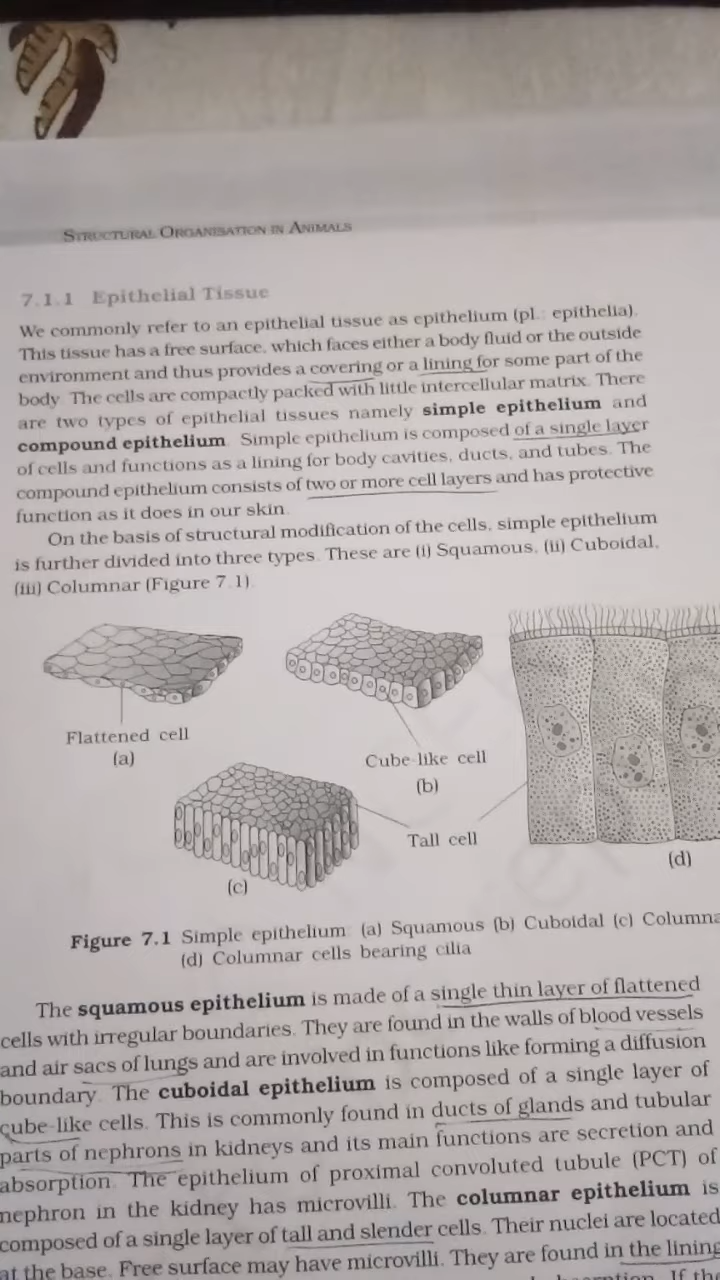 STRUCTURAL ORGANISATION IN ANIMALS
7.1.1 Epithelial Tissue
We commonly refer to an epithelial tissue as epithelium (pl.: epithelia).
This tissue has a free surface, which faces either a body fluid or the outside
environment and thus provides a covering or a lining for some part of the
body. The cells are compactly packed with little intercellular matrix. There
are two types of epithelial tissues namely simple epithelium and
compound epithelium. Simple epithelium is composed of a single layer
of cells and functions as a lining for body cavities, ducts, and tubes. The
compound epithelium consists of two or more cell layers and has protective
function as it does in our skin.
On the basis of structural modification of the cells, simple epithelium
is further divided into three types. These are (i) Squamous, (ii) Cuboidal,
(iii) Columnar (Figure 7.1).
Flattened cell
(a)
Cube-like cell
(b)
Tall cell
(c)
(d)
Figure 7.1 Simple epithelium: (a) Squamous (b) Cuboidal (c) Columna
(d) Columnar cells bearing cilia
The squamous epithelium is made of a single thin layer of flattened
cells with irregular boundaries. They are found in the walls of blood vessels
and air sacs of lungs and are involved in functions like forming a diffusion
boundary. The cuboidal epithelium is composed of a single layer of
cube-like cells. This is commonly found in ducts of glands and tubular
parts of nephrons in kidneys and its main functions are secretion and
absorption. The epithelium of proximal convoluted tubule (PCT) of
nephron in the kidney has microvilli. The columnar epithelium is
composed of a single layer of tall and slender cells. Their nuclei are located
at the base. Free surface may have microvilli. They are found in the lining
If the